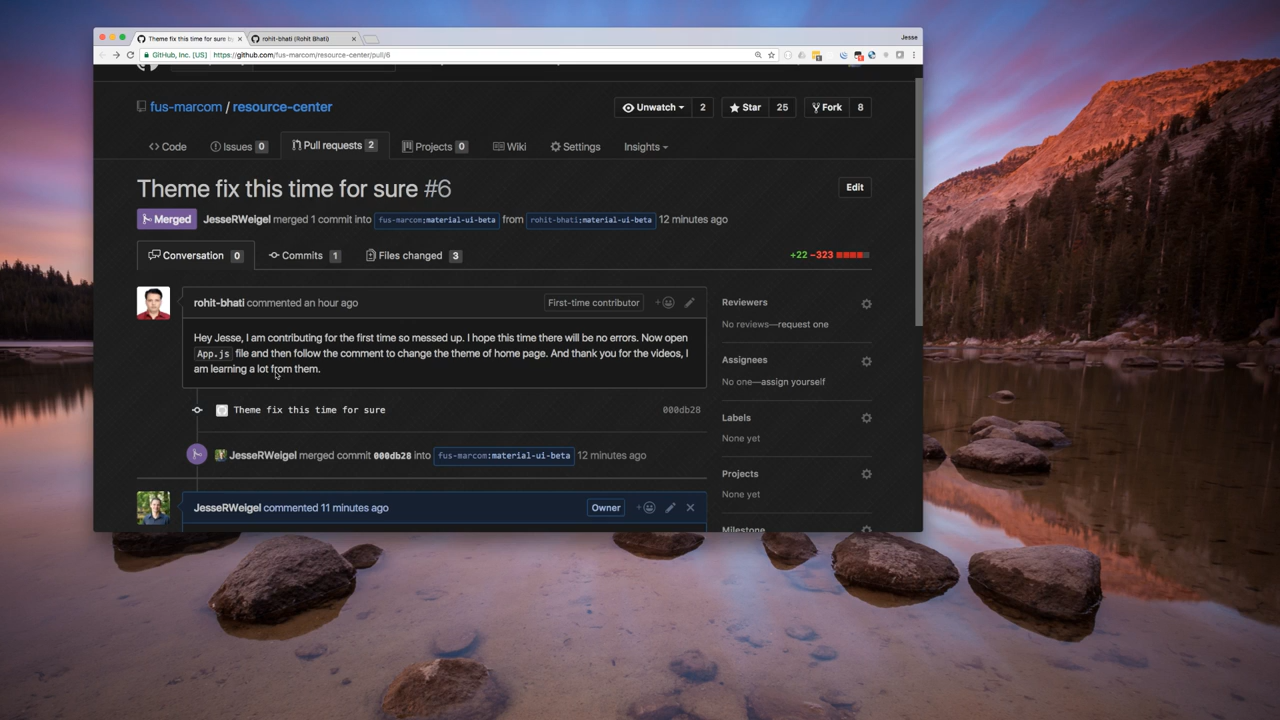 Theme fix this time for sure by
rohit-bhati (Rohit Bhati)
Jesse
GitHub, Inc. [US]
https://github.com/fus-marcom/resource-center/pull/6
fus-marcom / resource-center
Unwatch 2
Star 25
Fork 8
Code
Issues 0
Pull requests 2
Projects 0
Wiki
Settings
Insights
Theme fix this time for sure #6
Edit
Merged
JesseRWeigel merged 1 commit into fus-marcom:material-ui-beta from rohit-bhati:material-ui-beta 12 minutes ago
Conversation 0
Commits 1
Files changed 3
+22 −323
rohit-bhati commented an hour ago
First-time contributor
Hey Jesse, I am contributing for the first time so messed up. I hope this time there will be no errors. Now open
App.js file and then follow the comment to change the theme of home page. And thank you for the videos, I
am learning a lot from them.
Theme fix this time for sure
000db28
JesseRWeigel merged commit 000db28 into fus-marcom:material-ui-beta 12 minutes ago
JesseRWeigel commented 11 minutes ago
Owner
Reviewers
No reviews—request one
Assignees
No one—assign yourself
Labels
None yet
Projects
None yet
Milestone